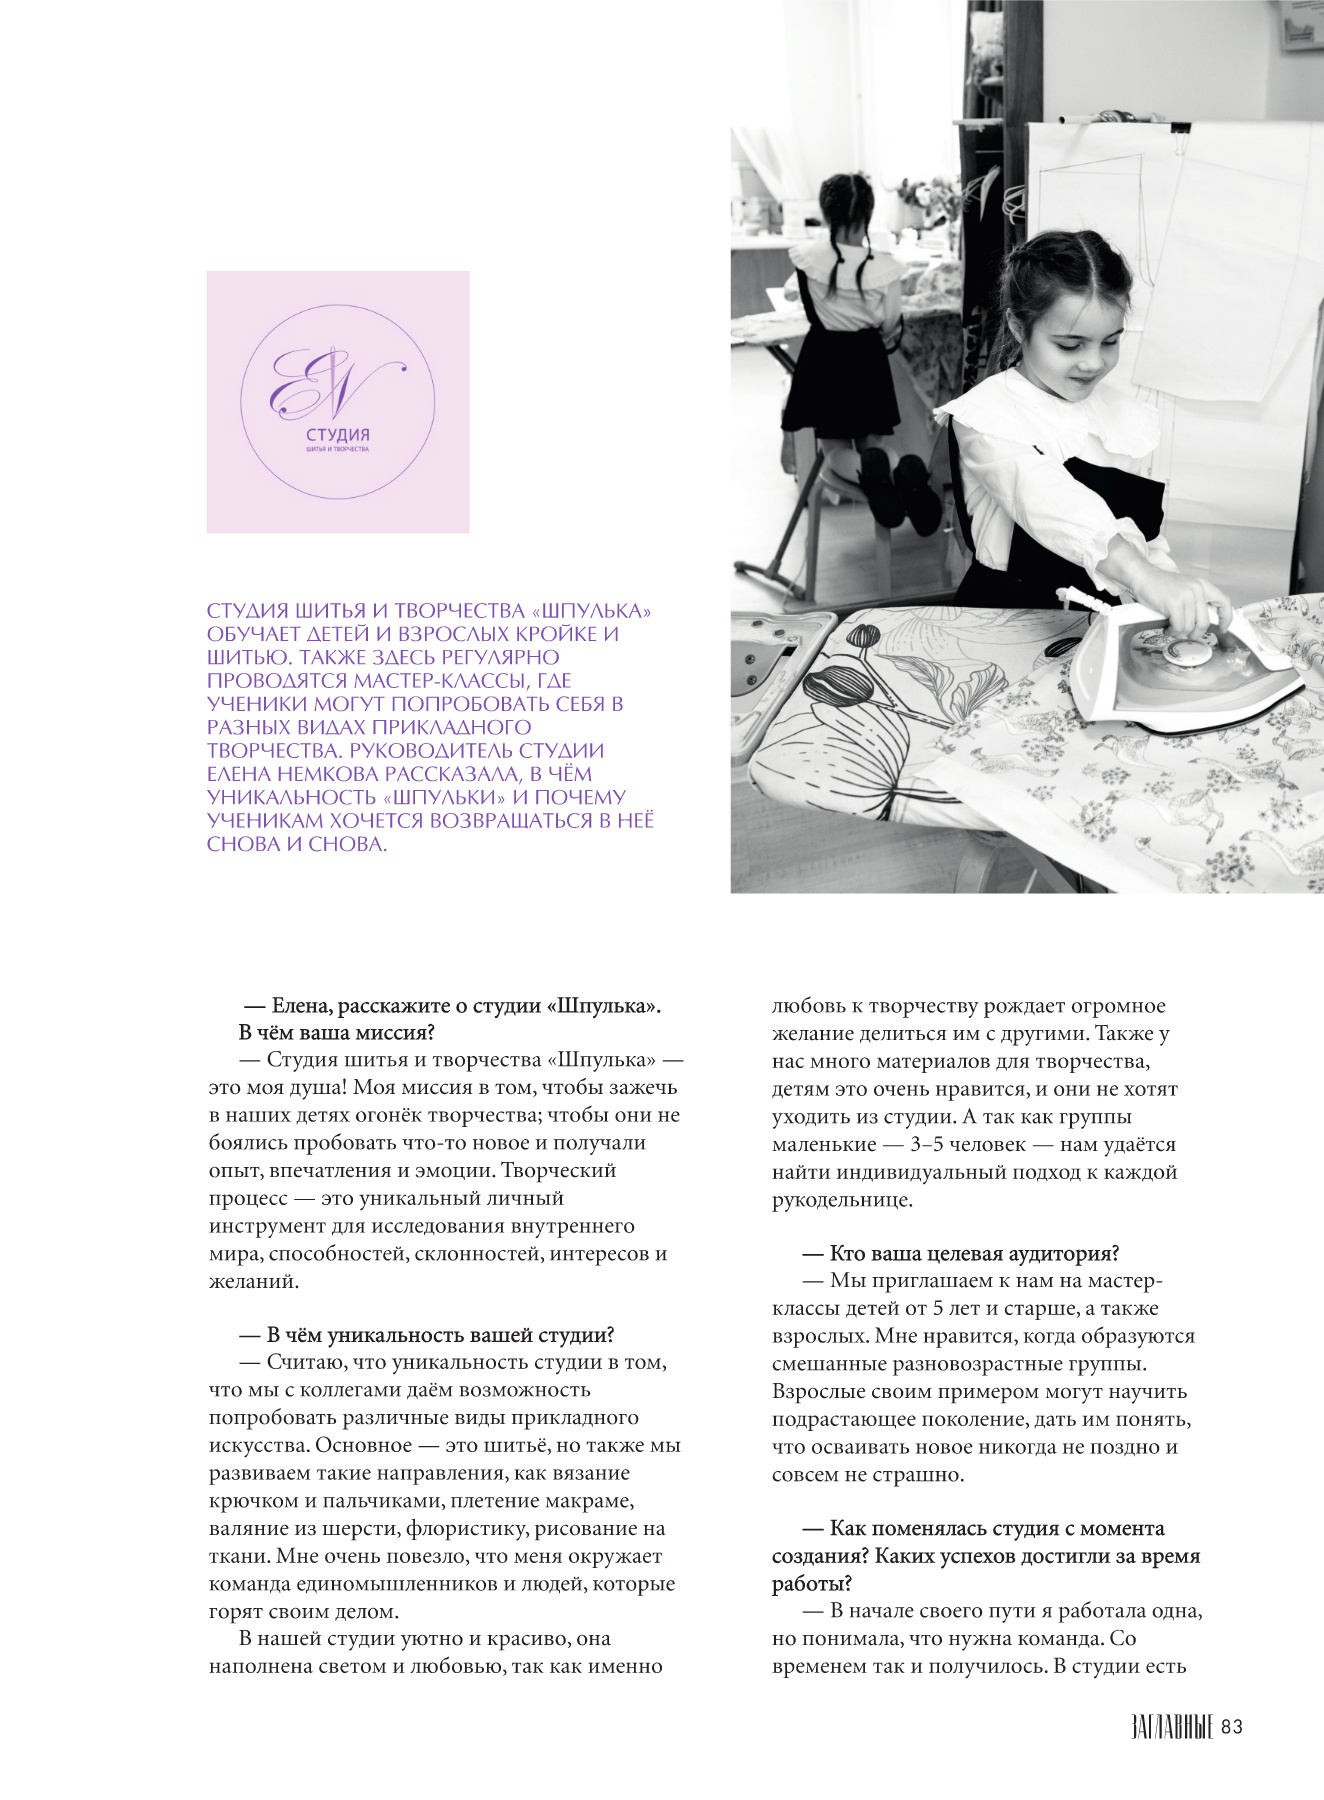 EN
СТУДИЯ
ШИТЬЯ И ТВОРЧЕСТВА
СТУДИЯ ШИТЬЯ И ТВОРЧЕСТВА «ШПУЛЬКА»
ОБУЧАЕТ ДЕТЕЙ И ВЗРОСЛЫХ КРОЙКЕ И
ШИТЬЮ. ТАКЖЕ ЗДЕСЬ РЕГУЛЯРНО
ПРОВОДЯТСЯ МАСТЕР-КЛАССЫ, ГДЕ
УЧЕНИКИ МОГУТ ПОПРОБОВАТЬ СЕБЯ В
РАЗНЫХ ВИДАХ ПРИКЛАДНОГО
ТВОРЧЕСТВА. РУКОВОДИТЕЛЬ СТУДИИ
ЕЛЕНА НЕМКОВА РАССКАЗАЛА, В ЧЁМ
УНИКАЛЬНОСТЬ «ШПУЛЬКИ» И ПОЧЕМУ
УЧЕНИКАМ ХОЧЕТСЯ ВОЗВРАЩАТЬСЯ В НЕЁ
СНОВА И СНОВА.
— Елена, расскажите о студии «Шпулька».
В чём ваша миссия?
— Студия шитья и творчества «Шпулька» —
это моя душа! Моя миссия в том, чтобы зажечь
в наших детях огонёк творчества; чтобы они не
боялись пробовать что-то новое и получали
опыт, впечатления и эмоции. Творческий
процесс — это уникальный личный
инструмент для исследования внутреннего
мира, способностей, склонностей, интересов и
желаний.
— В чём уникальность вашей студии?
— Считаю, что уникальность студии в том,
что мы с коллегами даём возможность
попробовать различные виды прикладного
искусства. Основное — это шитьё, но также мы
развиваем такие направления, как вязание
крючком и пальчиками, плетение макраме,
валяние из шерсти, флористику, рисование на
ткани. Мне очень повезло, что меня окружает
команда единомышленников и людей, которые
горят своим делом.
В нашей студии уютно и красиво, она
наполнена светом и любовью, так как именно
любовь к творчеству рождает огромное
желание делиться им с другими. Также у
нас много материалов для творчества,
детям это очень нравится, и они не хотят
уходить из студии. А так как группы
маленькие — 3–5 человек — нам удаётся
найти индивидуальный подход к каждой
рукодельнице.
— Кто ваша целевая аудитория?
— Мы приглашаем к нам на мастер-
классы детей от 5 лет и старше, а также
взрослых. Мне нравится, когда образуются
смешанные разновозрастные группы.
Взрослые своим примером могут научить
подрастающее поколение, дать им понять,
что осваивать новое никогда не поздно и
совсем не страшно.
— Как поменялась студия с момента
создания? Каких успехов достигли за время
работы?
— В начале своего пути я работала одна,
но понимала, что нужна команда. Со
временем так и получилось. В студии есть
ЗАГЛАВНЫЕ 83